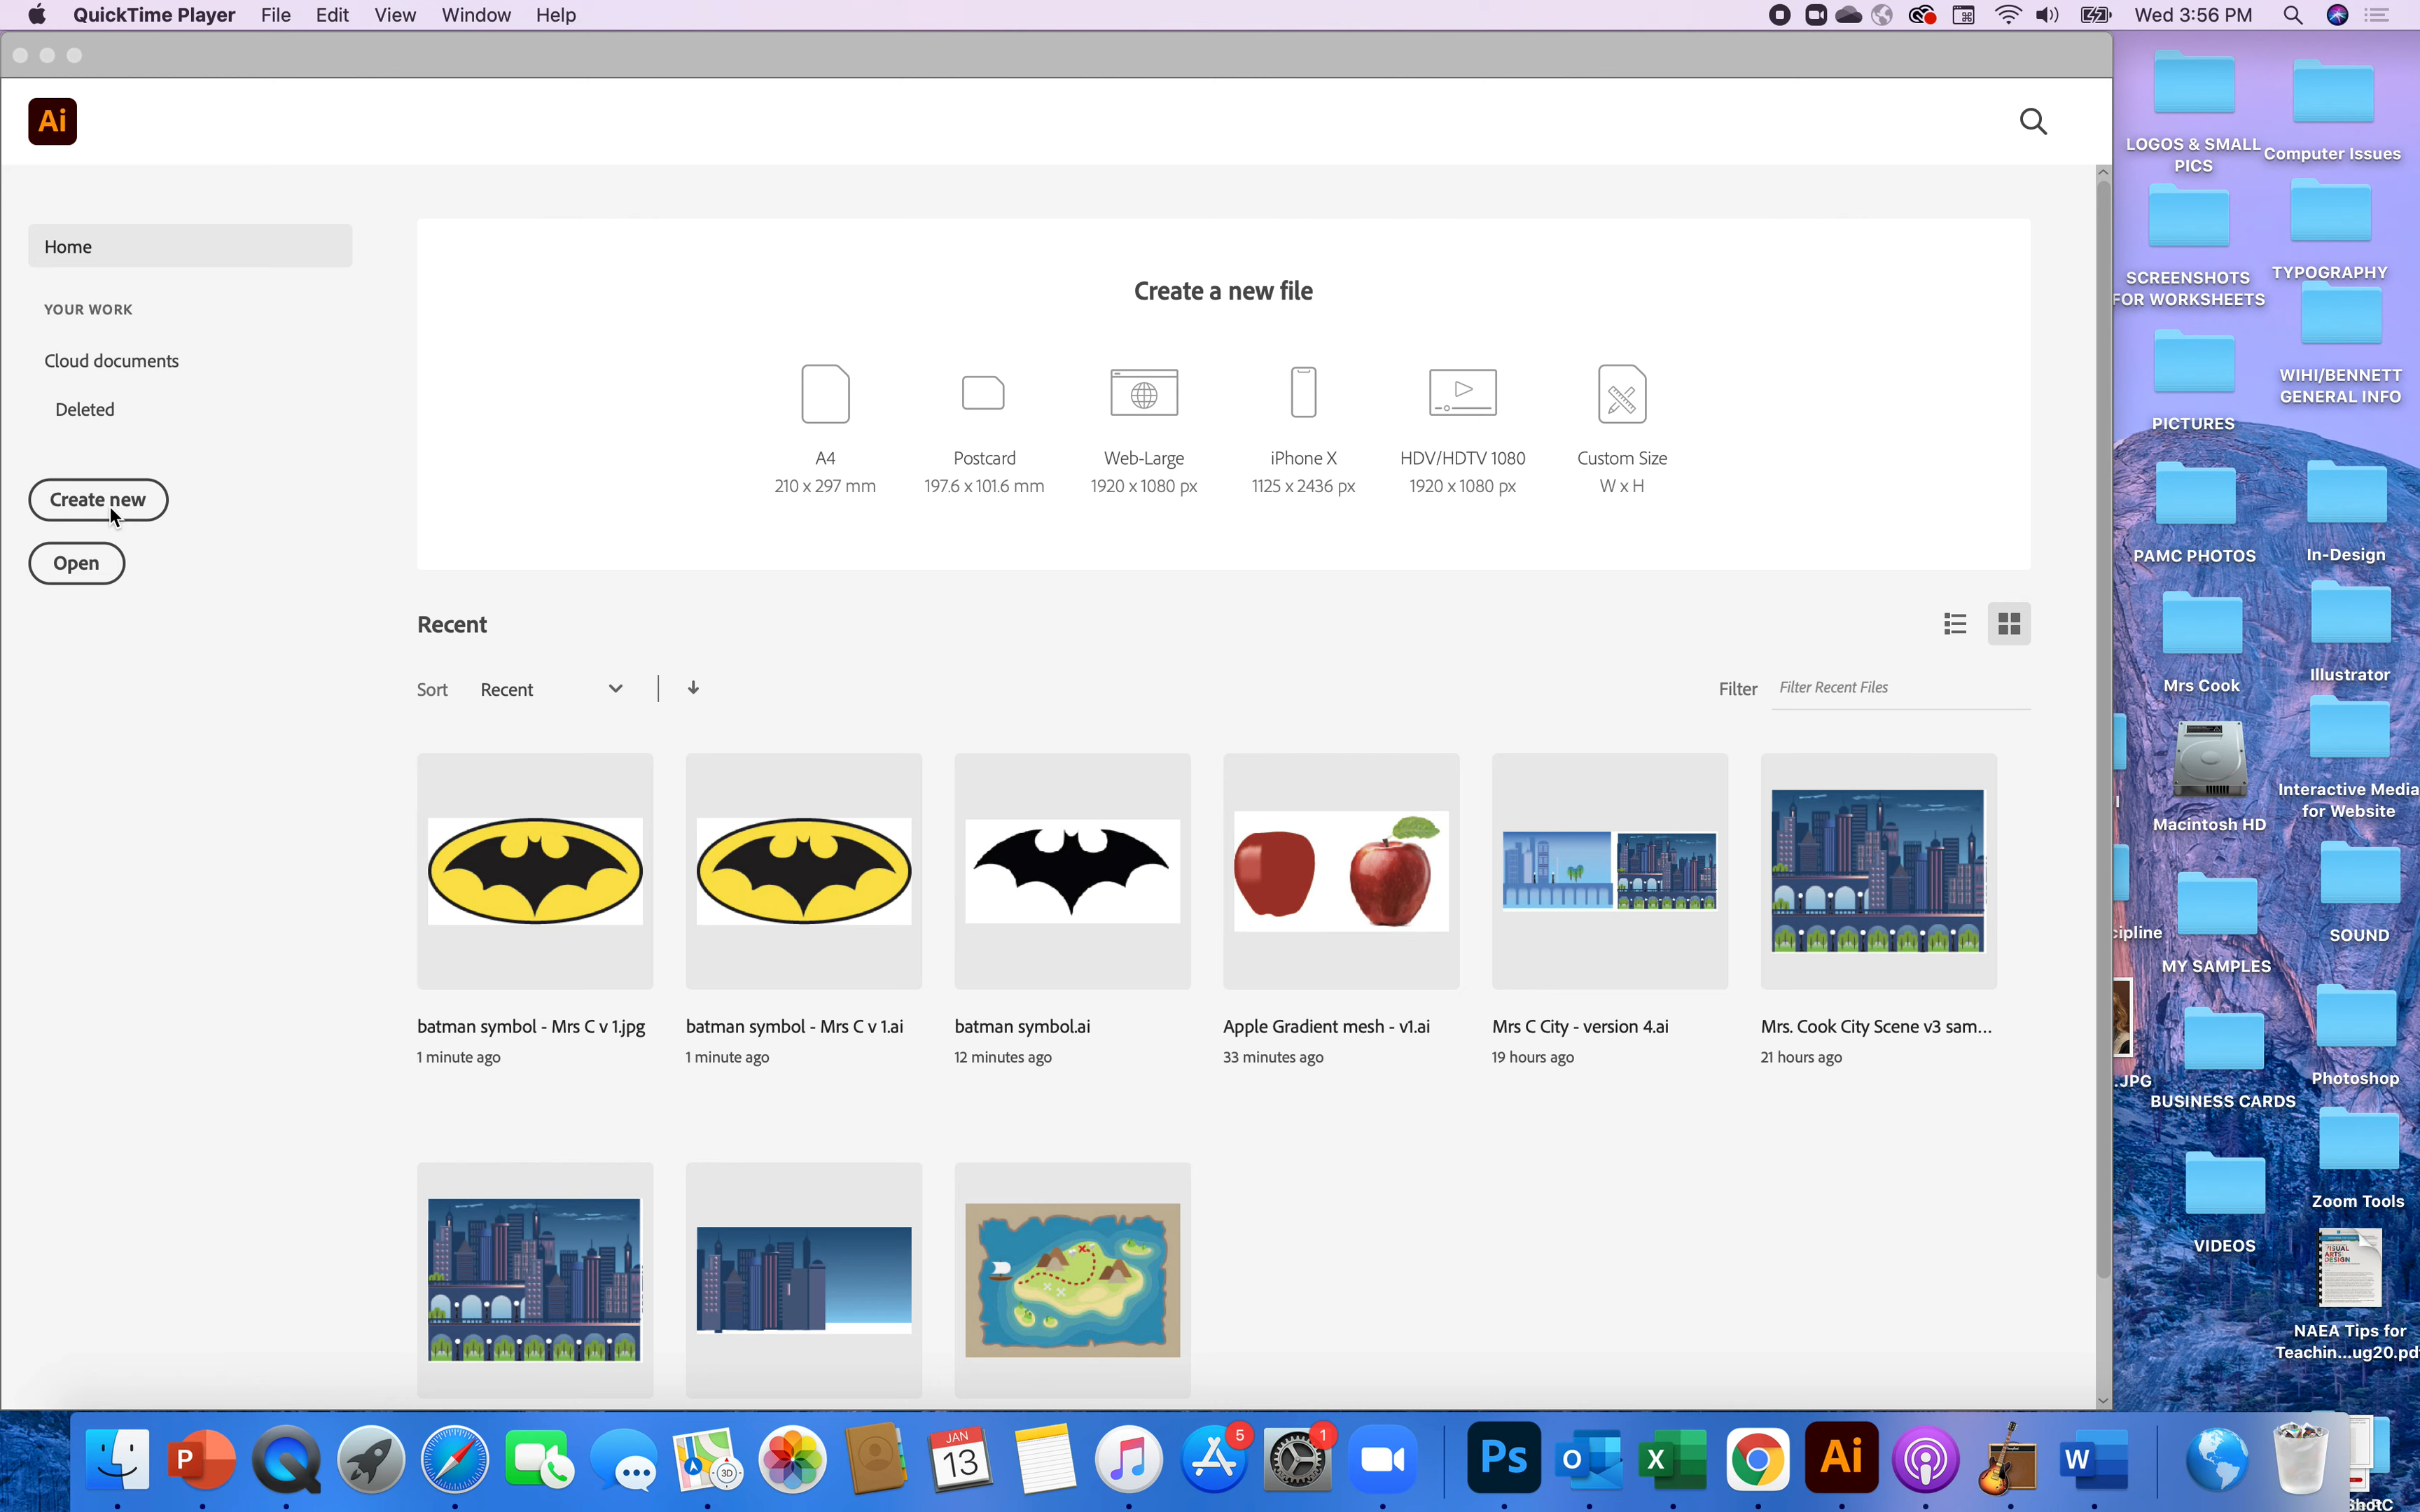 QuickTime Player File Edit View Window Help
Wed 3:56 PM
Ai
Home
YOUR WORK
Cloud documents
Deleted
Create new
Open
Create a new file
A4
210 x 297 mm
Postcard
197.6 x 101.6 mm
Web-Large
1920 x 1080 px
iPhone X
1125 x 2436 px
HDV/HDTV 1080
1920 x 1080 px
Custom Size
W x H
Recent
Sort Recent
Filter Filter Recent Files
batman symbol - Mrs C v 1.jpg
1 minute ago
batman symbol - Mrs C v 1.ai
1 minute ago
batman symbol.ai
12 minutes ago
Apple Gradient mesh - v1.ai
33 minutes ago
Mrs C City - version 4.ai
19 hours ago
Mrs. Cook City Scene v3 sam...
21 hours ago
LOGOS & SMALL
PICS
Computer Issues
SCREENSHOTS
FOR WORKSHEETS
TYPOGRAPHY
WIHI/BENNETT
GENERAL INFO
PICTURES
PAMC PHOTOS
In-Design
Mrs Cook
Illustrator
Macintosh HD
Interactive Media
for Website
cipline
SOUND
MY SAMPLES
.JPG
Photoshop
BUSINESS CARDS
Zoom Tools
VIDEOS
VISUAL
ARTS
DESIGN
NAEA Tips for
Teachin...ug20.pdf
P
3D
JAN
13
5
1
Ps
O
X
Ai
W